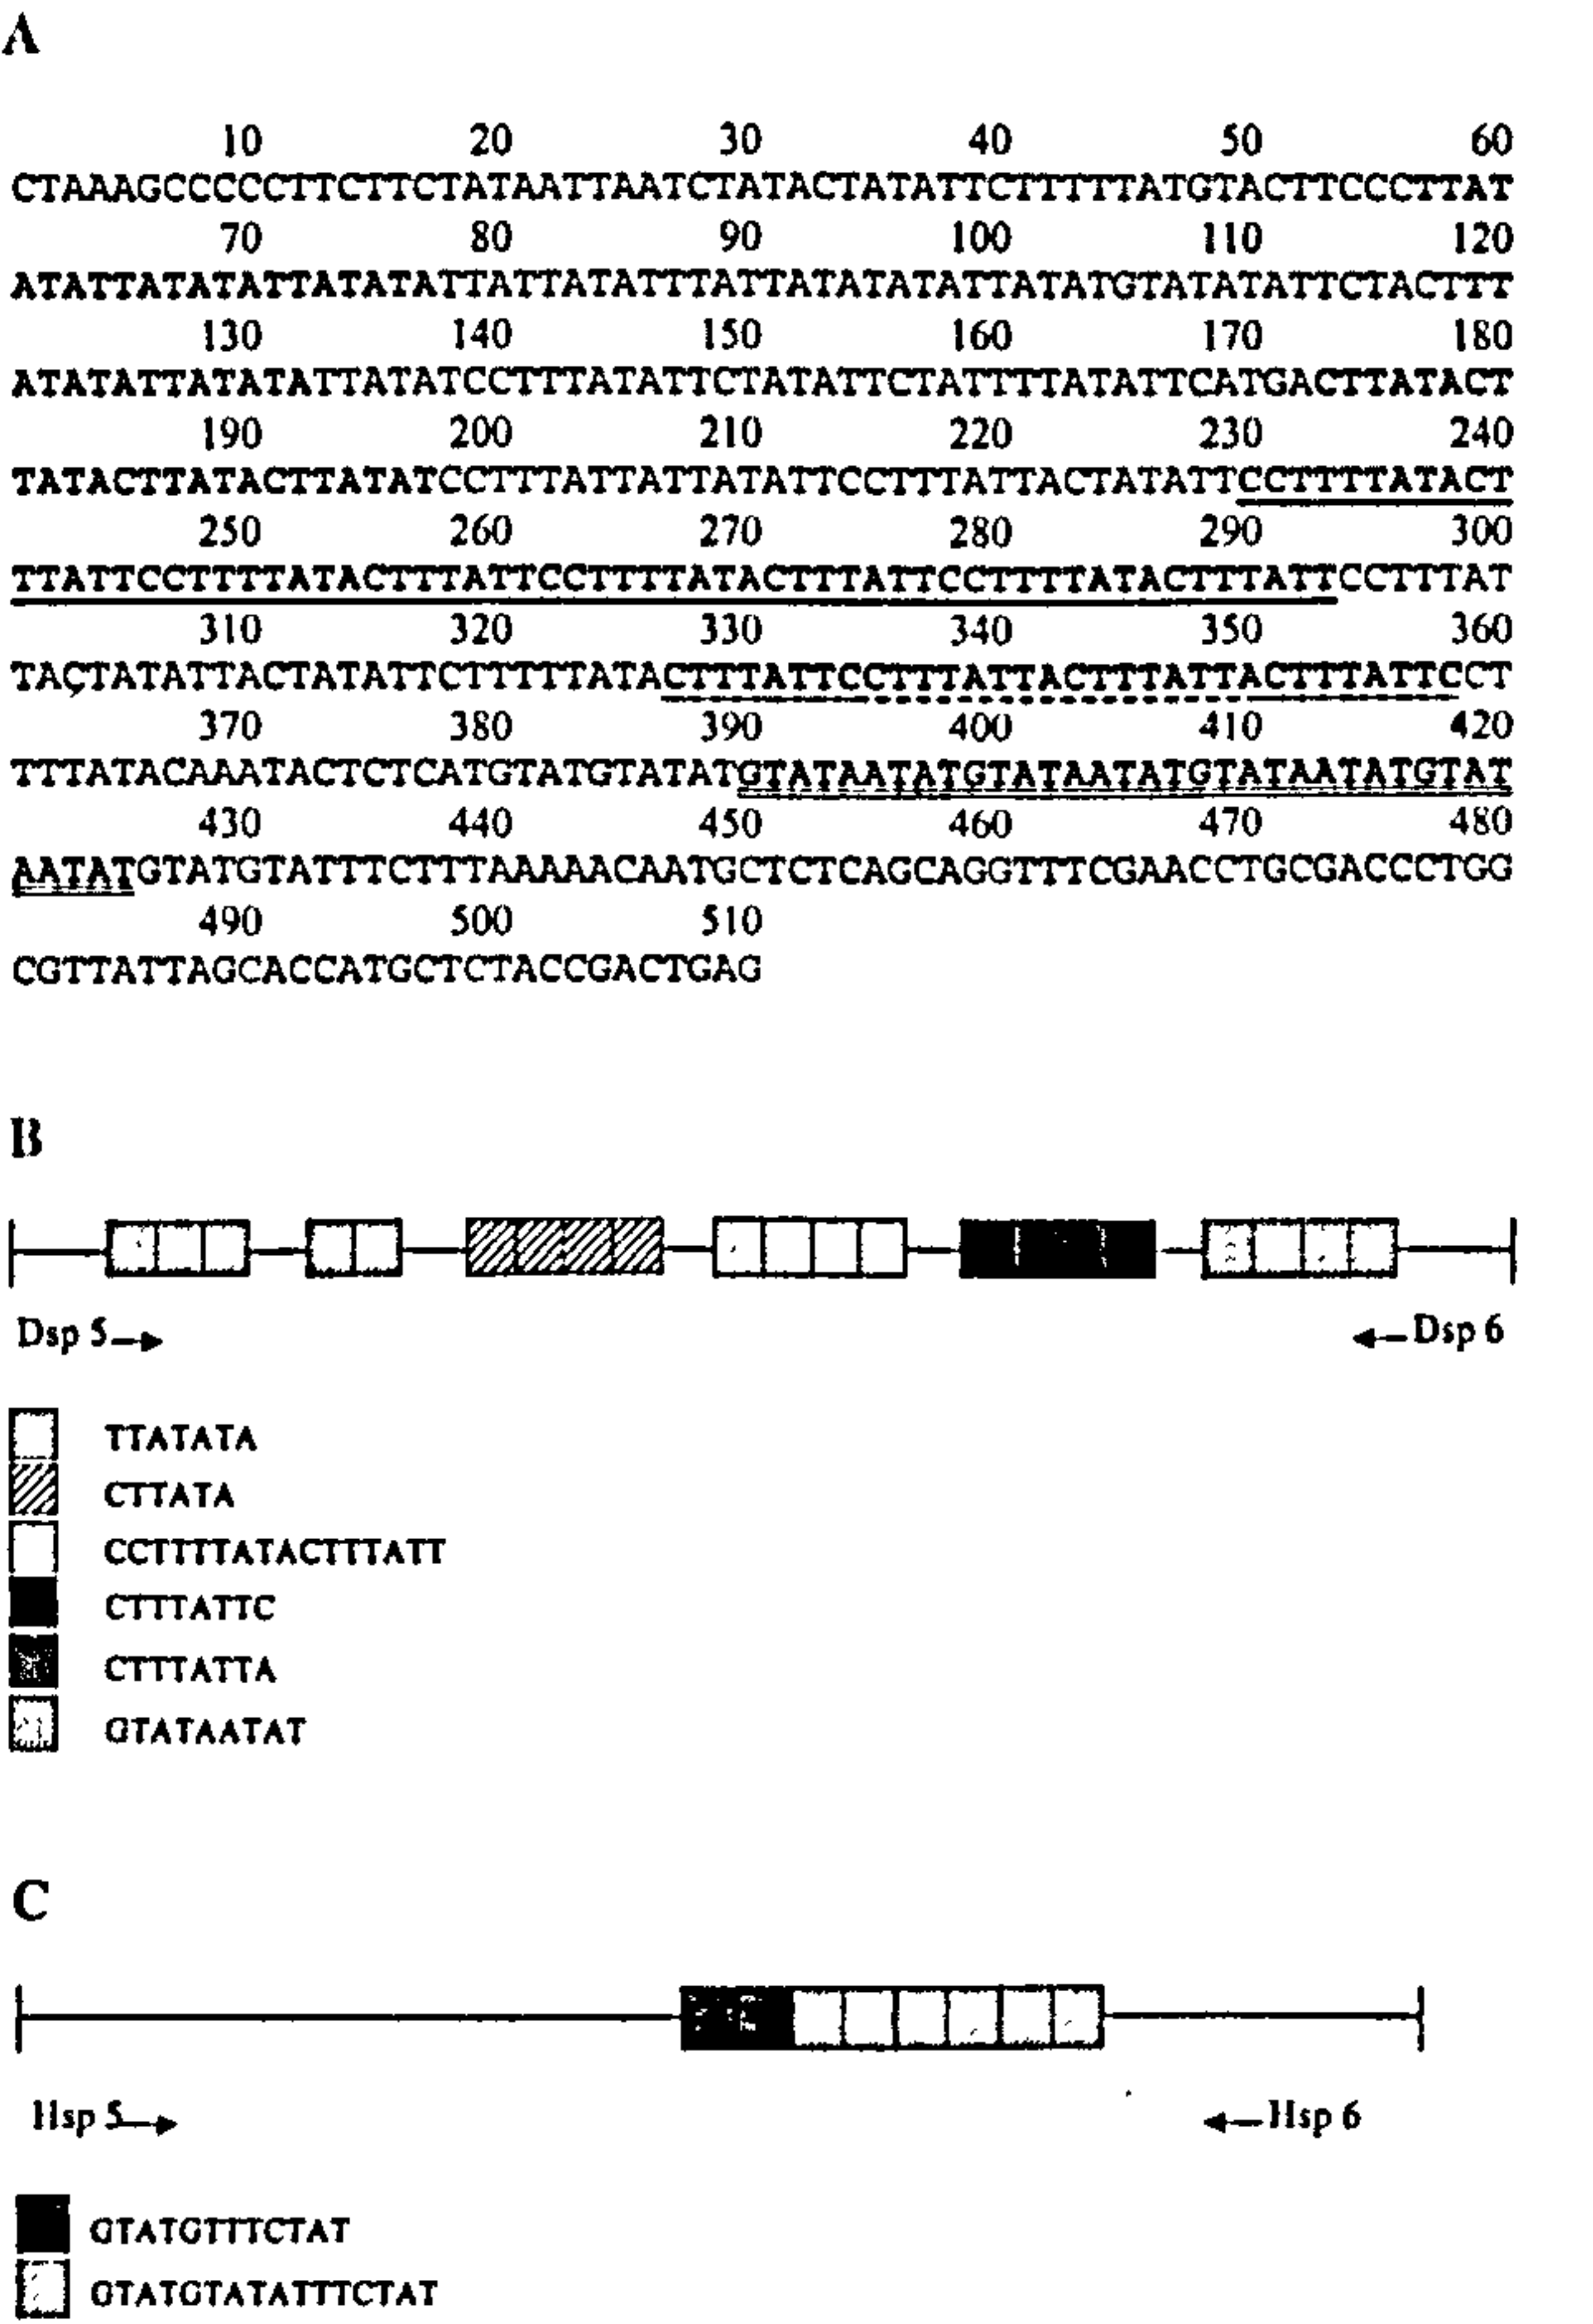 A
10 20 30 40 50 60
CTAAAGCCCCCTTCTTCTATAATTAATCTATACTATATTCTTTTTATGTACTTCCCTTAT
70 80 90 100 110 120
ATATTATATATTATATATTATTATATTTATTATATATATTATATGTATATATTCTACTTT
130 140 150 160 170 180
ATATATTATATATTATATCCTTTATATTCTATATTCTATTTTATATTCATGACTTATACT
190 200 210 220 230 240
TATACTTATACTTATATCCTTTATTATTATATTCCTTTATTACTATATTCCTTTTATACT
250 260 270 280 290 300
TTATTCCTTTTATACTTTATTCCTTTTATACTTTATTCCTTTTATACTTTATTCCTTTAT
310 320 330 340 350 360
TACTATATTACTATATTCTTTTTATACTTTATTCCTTTATTACTTTATTACTTTATTCCT
370 380 390 400 410 420
TTTATACAAATACTCTCATGTATGTATATGTATAATATGTATAATATGTATAATATGTAT
430 440 450 460 470 480
AATATGTATGTATTTCTTTAAAAACAATGCTCTCAGCAGGTTTCGAACCTGCGACCCTGG
490 500 510
CGTTATTAGCACCATGCTCTACCGACTGAG
B
Dsp 5 Dsp 6
TTATATA
CTTATA
CCTTTTATACTTTATT
CTTTATTC
CTTTATTA
GTATAATAT
C
Hsp 5 Hsp 6
GTATGTTTCTAT
GTATGTATATTTCTAT